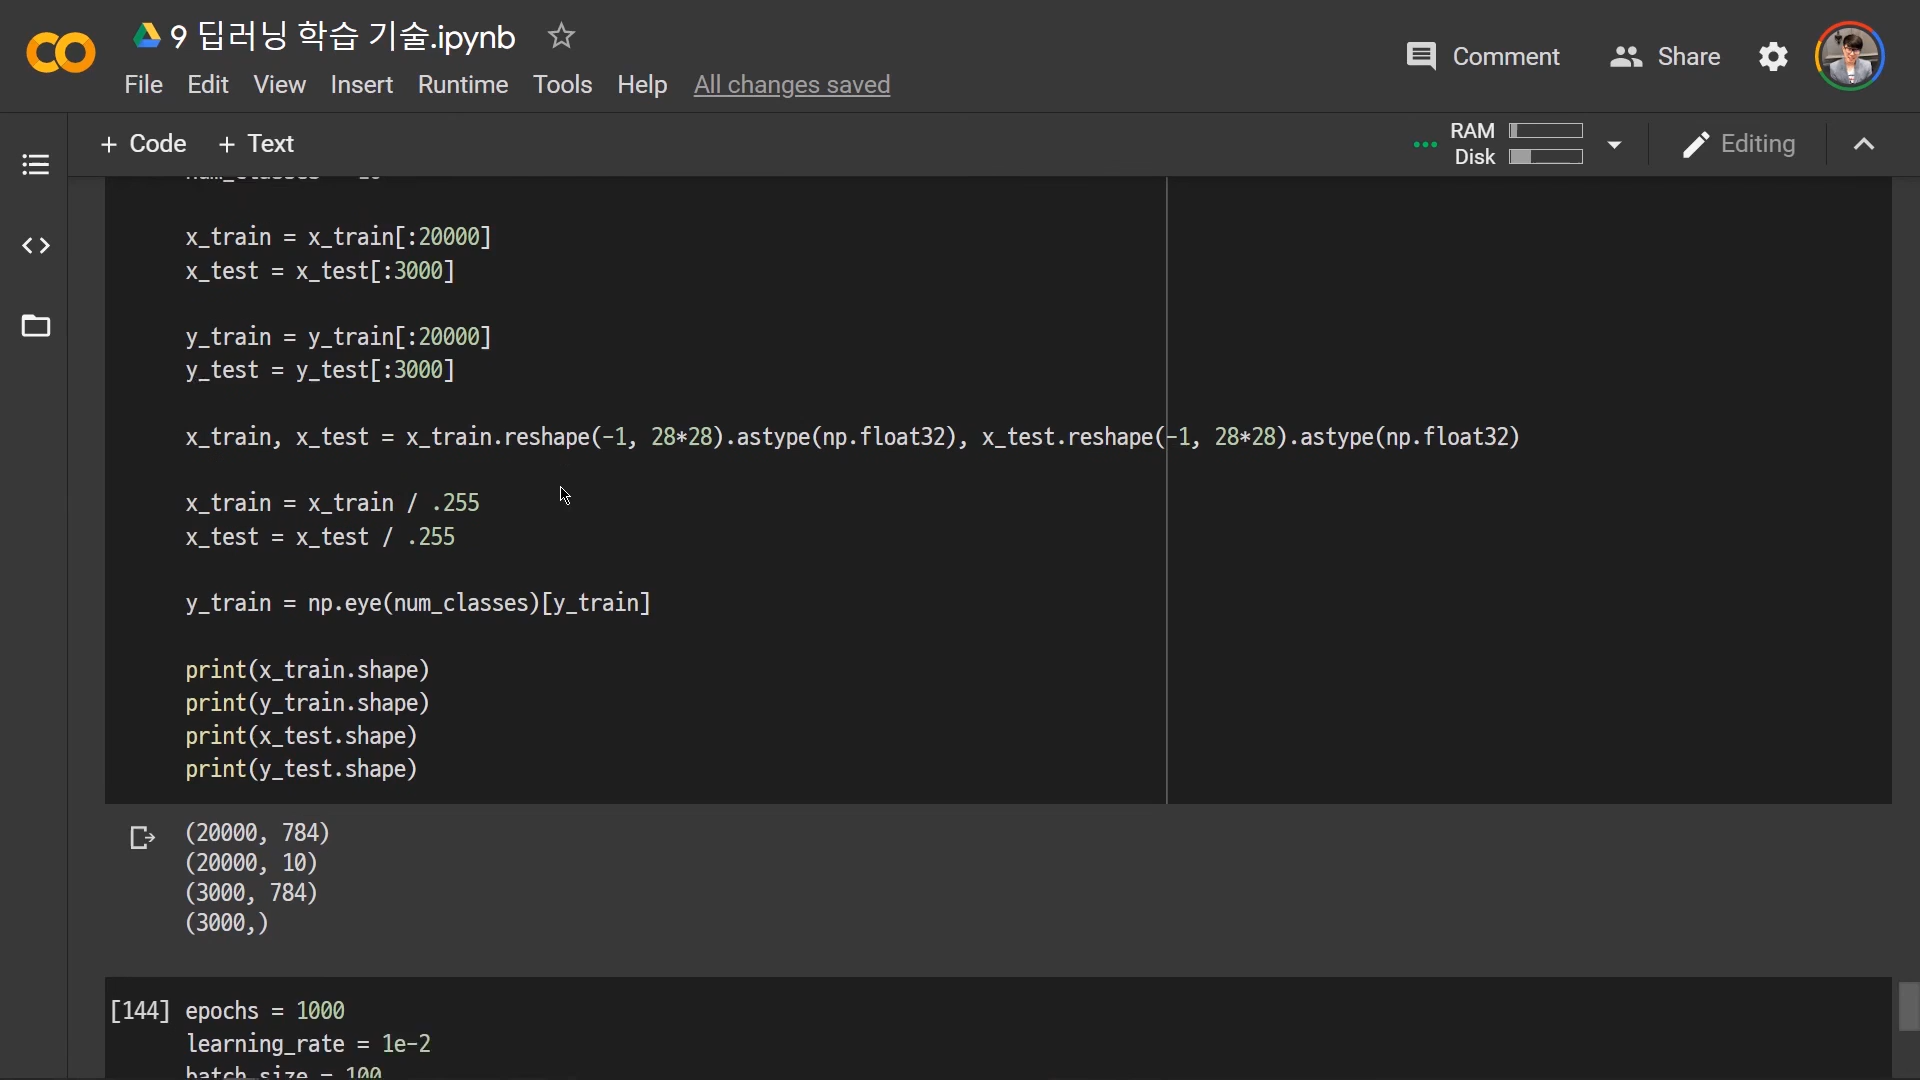 9 딥러닝 학습 기술.ipynb
Comment
Share
File Edit View Insert Runtime Tools Help All changes saved
+ Code + Text
RAM
Disk
Editing
x_train = x_train[:20000]
x_test = x_test[:3000]
y_train = y_train[:20000]
y_test = y_test[:3000]
x_train, x_test = x_train.reshape(-1, 28*28).astype(np.float32), x_test.reshape(-1, 28*28).astype(np.float32)
x_train = x_train / .255
x_test = x_test / .255
y_train = np.eye(num_classes)[y_train]
print(x_train.shape)
print(y_train.shape)
print(x_test.shape)
print(y_test.shape)
(20000, 784)
(20000, 10)
(3000, 784)
(3000,)
[144] epochs = 1000
learning_rate = 1e-2
batch_size = 100